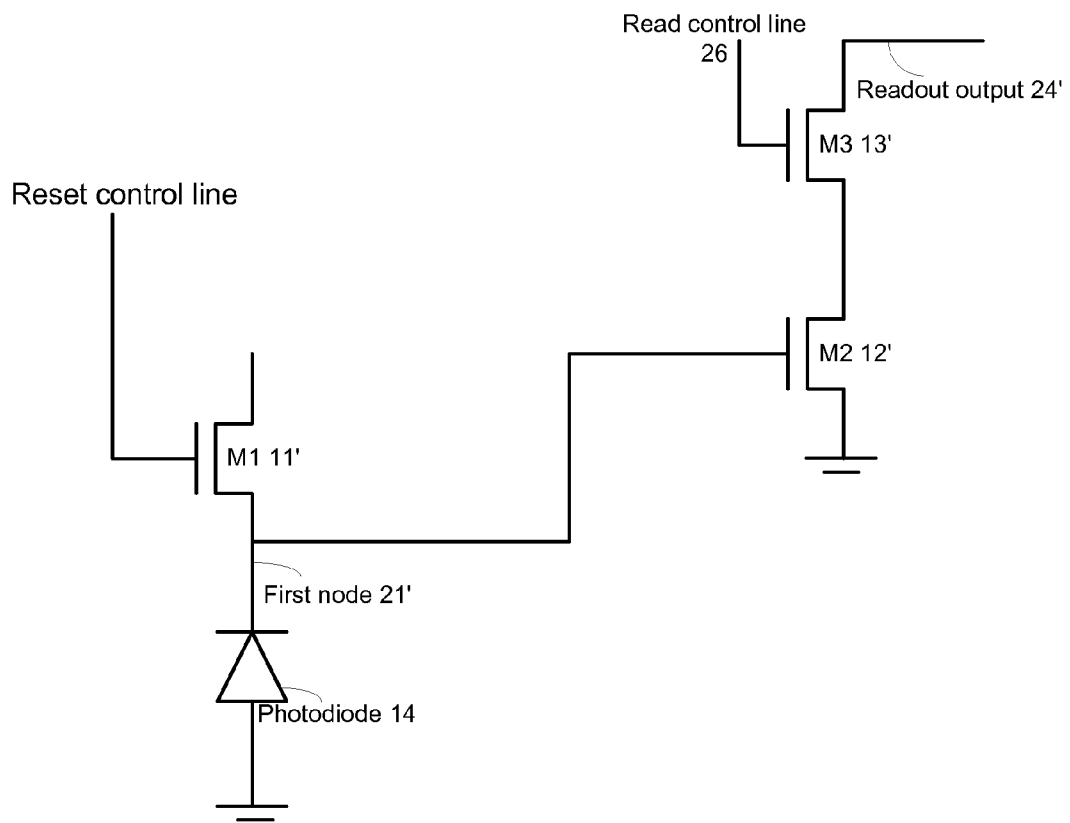 Read control line
26
Readout output 24'
M3 13'
Reset control line
M2 12'
M1 11'
First node 21'
Photodiode 14